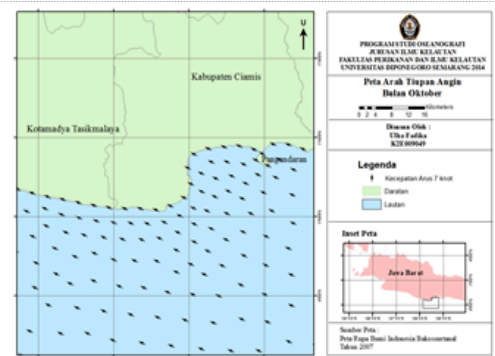 U
Kabupaten Ciamis
Kotamadya Tasikmalaya
Pangandaran
PROGRAM STUDI OSEANOGRAFI
JURUSAN ILMU KELAUTAN
FAKULTAS PERIKANAN DAN ILMU KELAUTAN
UNIVERSITAS DIPONEGORO SEMARANG 2014
Peta Arah Tiupan Angin
Bulan Oktober
Kilometers
0 2 4 8 12 16
Disusun Oleh :
Ulha Fadika
K2E009049
Legenda
Kecepatan Arus 7 knot
Daratan
Lautan
Inset Peta
Jawa Barat
Sumber Peta :
Peta Rupa Bumi Indonesia Bakosurtanal
Tahun 2007